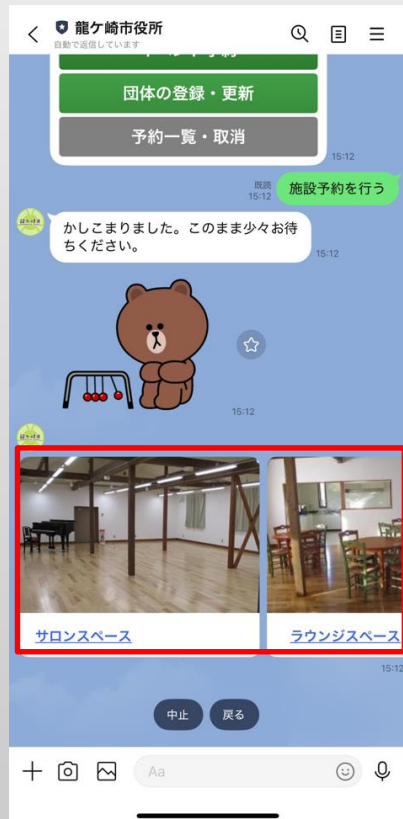 龍ケ崎市役所
自動で返信しています
団体の登録・更新
予約一覧・取消
15:12
既読
15:12
施設予約を行う
かしこまりました。このまま少々お待
ちください。
15:12
15:12
サロンスペース
ラウンジスペース
15:12
中止
戻る
Aa